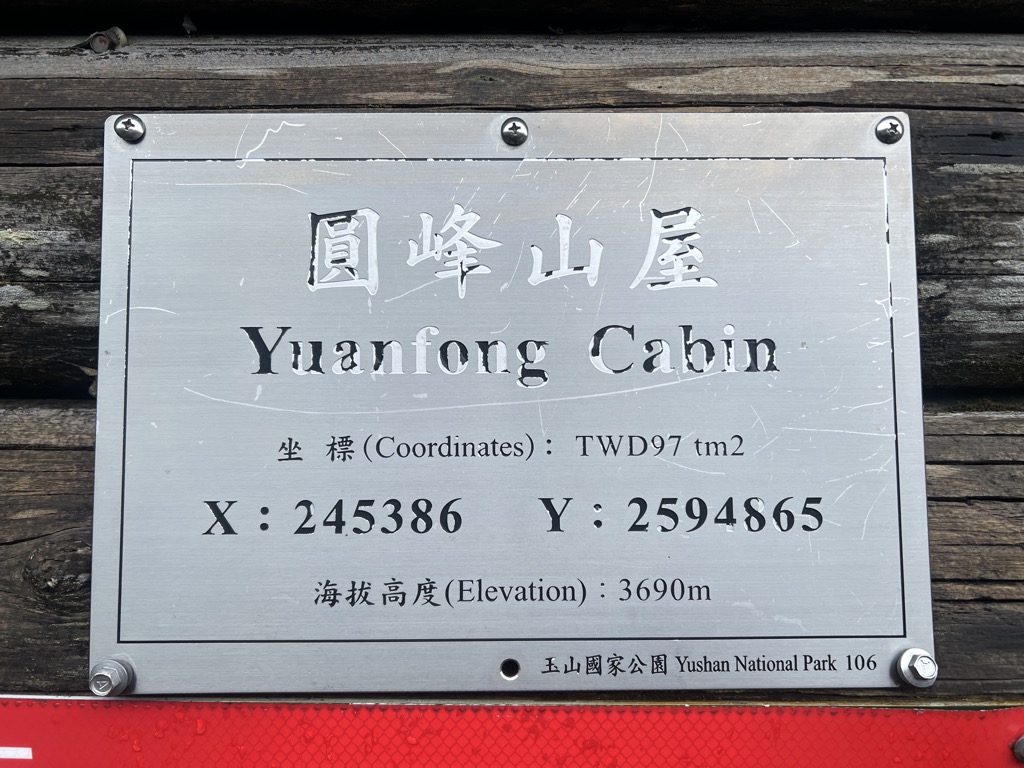 圓峰山屋
Yuanfong Cabin
坐 標(Coordinates): TWD97 tm2
X:245386 Y:2594865
海拔高度(Elevation):3690m
玉山國家公園 Yushan National Park 106